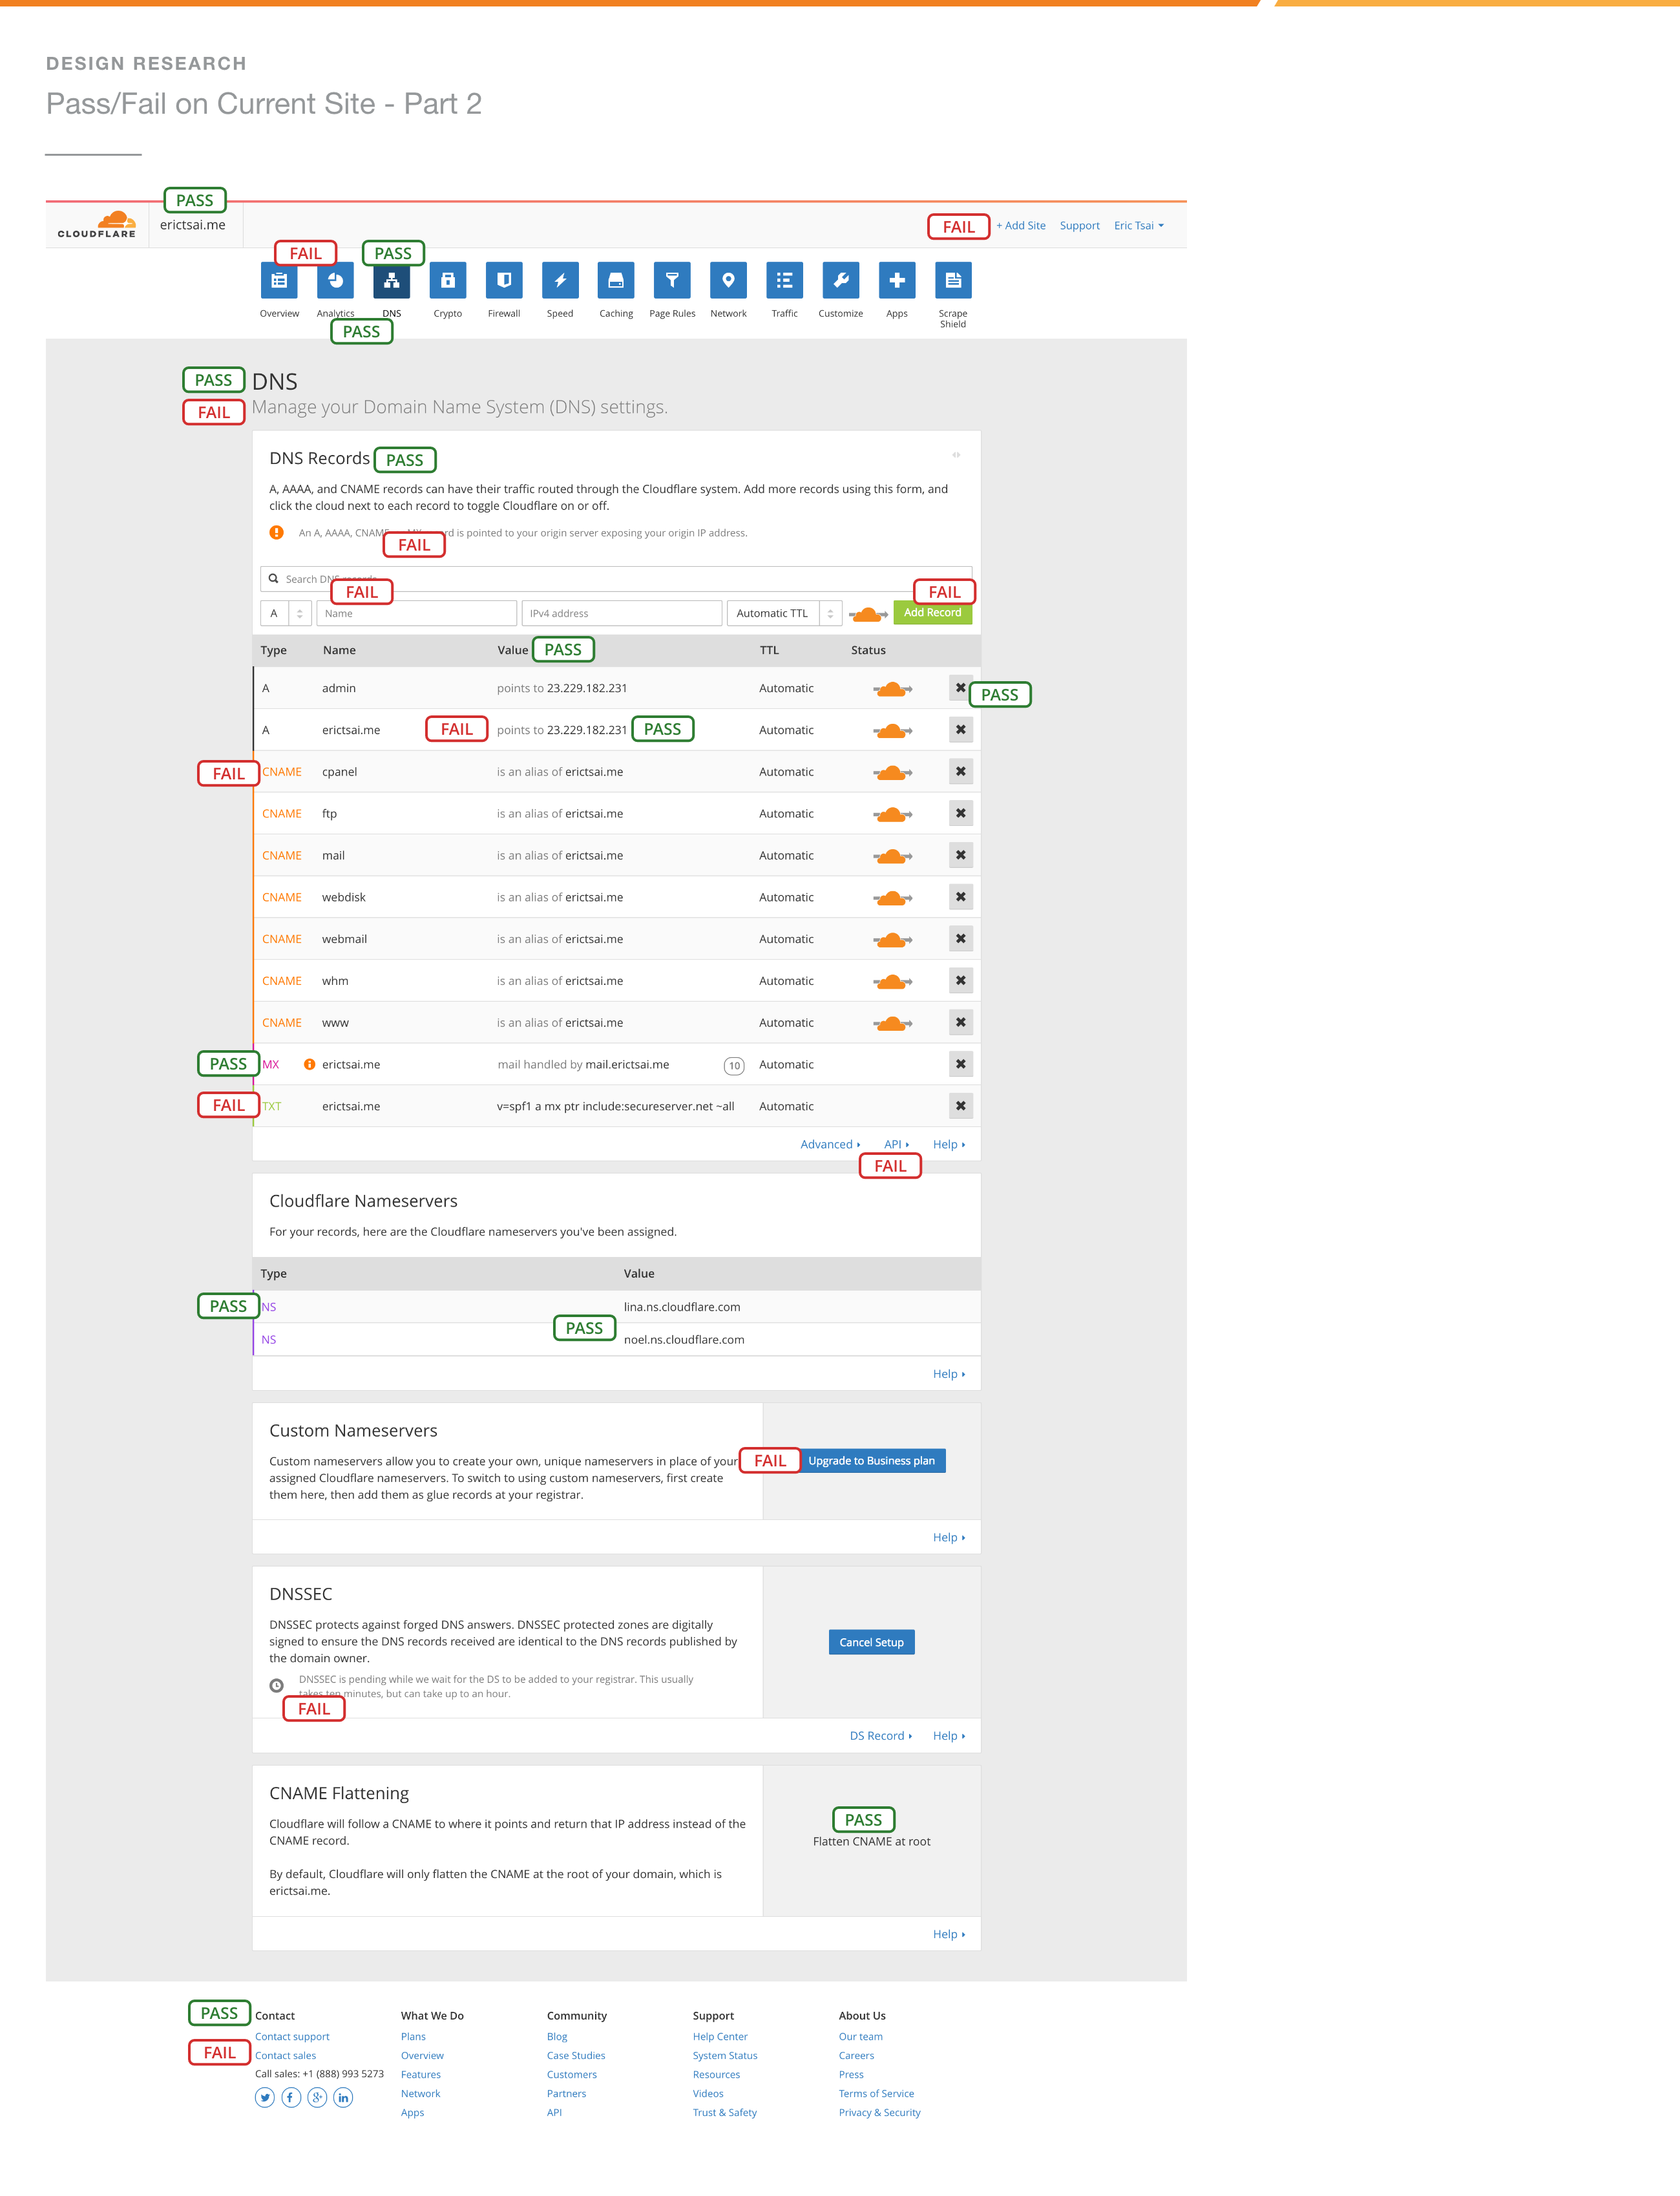 DESIGN RESEARCH
Pass/Fail on Current Site - Part 2
PASS
CLOUDFLARE erictsai.me FAIL + Add Site Support Eric Tsai
FAIL PASS
Overview Analytics DNS Crypto Firewall Speed Caching Page Rules Network Traffic Customize Apps Scrape Shield
PASS
PASS DNS
FAIL Manage your Domain Name System (DNS) settings.
DNS Records PASS
A, AAAA, and CNAME records can have their traffic routed through the Cloudflare system. Add more records using this form, and
click the cloud next to each record to toggle Cloudflare on or off.
An A, AAAA, CNAME rd is pointed to your origin server exposing your origin IP address.
FAIL
Search DNS records
FAIL FAIL
A Name IPv4 address Automatic TTL Add Record
Type Name Value PASS TTL Status
A admin points to 23.229.182.231 Automatic PASS
A erictsai.me FAIL points to 23.229.182.231 PASS Automatic
FAIL CNAME cpanel is an alias of erictsai.me Automatic
CNAME ftp is an alias of erictsai.me Automatic
CNAME mail is an alias of erictsai.me Automatic
CNAME webdisk is an alias of erictsai.me Automatic
CNAME webmail is an alias of erictsai.me Automatic
CNAME whm is an alias of erictsai.me Automatic
CNAME www is an alias of erictsai.me Automatic
PASS MX erictsai.me mail handled by mail.erictsai.me 10 Automatic
FAIL TXT erictsai.me v=spf1 a mx ptr include:secureserver.net ~all Automatic
Advanced API Help
FAIL
Cloudflare Nameservers
For your records, here are the Cloudflare nameservers you've been assigned.
Type Value
PASS NS lina.ns.cloudflare.com
PASS
NS noel.ns.cloudflare.com
Help
Custom Nameservers
Custom nameservers allow you to create your own, unique nameservers in place of your
assigned Cloudflare nameservers. To switch to using custom nameservers, first create
them here, then add them as glue records at your registrar.
FAIL Upgrade to Business plan
Help
DNSSEC
DNSSEC protects against forged DNS answers. DNSSEC protected zones are digitally
signed to ensure the DNS records received are identical to the DNS records published by
the domain owner.
Cancel Setup
DNSSEC is pending while we wait for the DS to be added to your registrar. This usually
takes ten minutes, but can take up to an hour.
FAIL
DS Record Help
CNAME Flattening
Cloudflare will follow a CNAME to where it points and return that IP address instead of the
CNAME record.
PASS
Flatten CNAME at root
By default, Cloudflare will only flatten the CNAME at the root of your domain, which is
erictsai.me.
Help
PASS Contact What We Do Community Support About Us
Contact support Plans Blog Help Center Our team
FAIL Contact sales Overview Case Studies System Status Careers
Call sales: +1 (888) 993 5273 Features Customers Resources Press
Network Partners Videos Terms of Service
Apps API Trust & Safety Privacy & Security